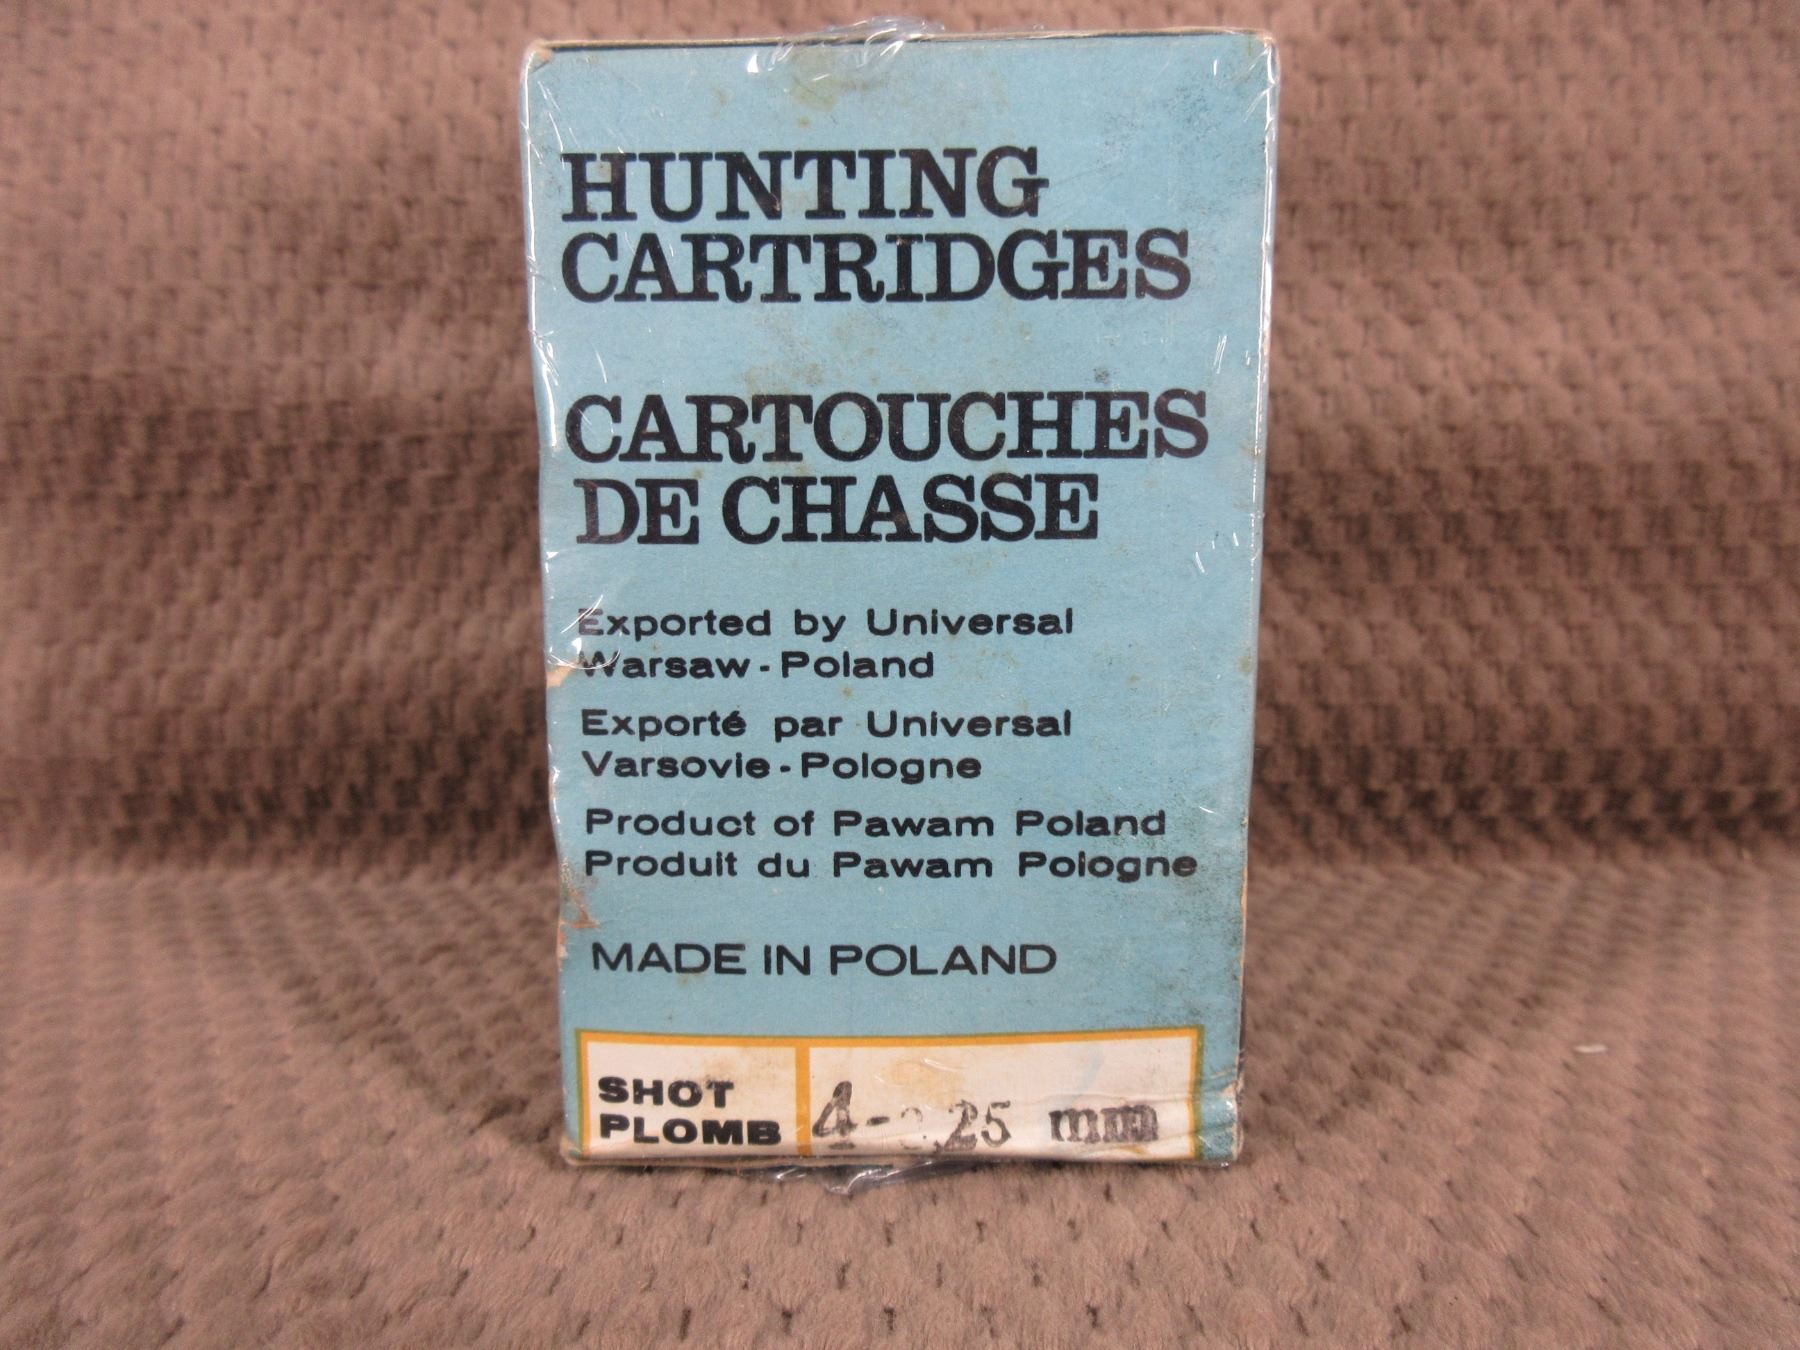 HUNTING
CARTRIDGES
CARTOUCHES
DE CHASSE
Exported by Universal
Warsaw - Poland
Exporté par Universal
Varsovie - Pologne
Product of Pawam Poland
Produit du Pawam Pologne
MADE IN POLAND
SHOT
PLOMB
4- mm